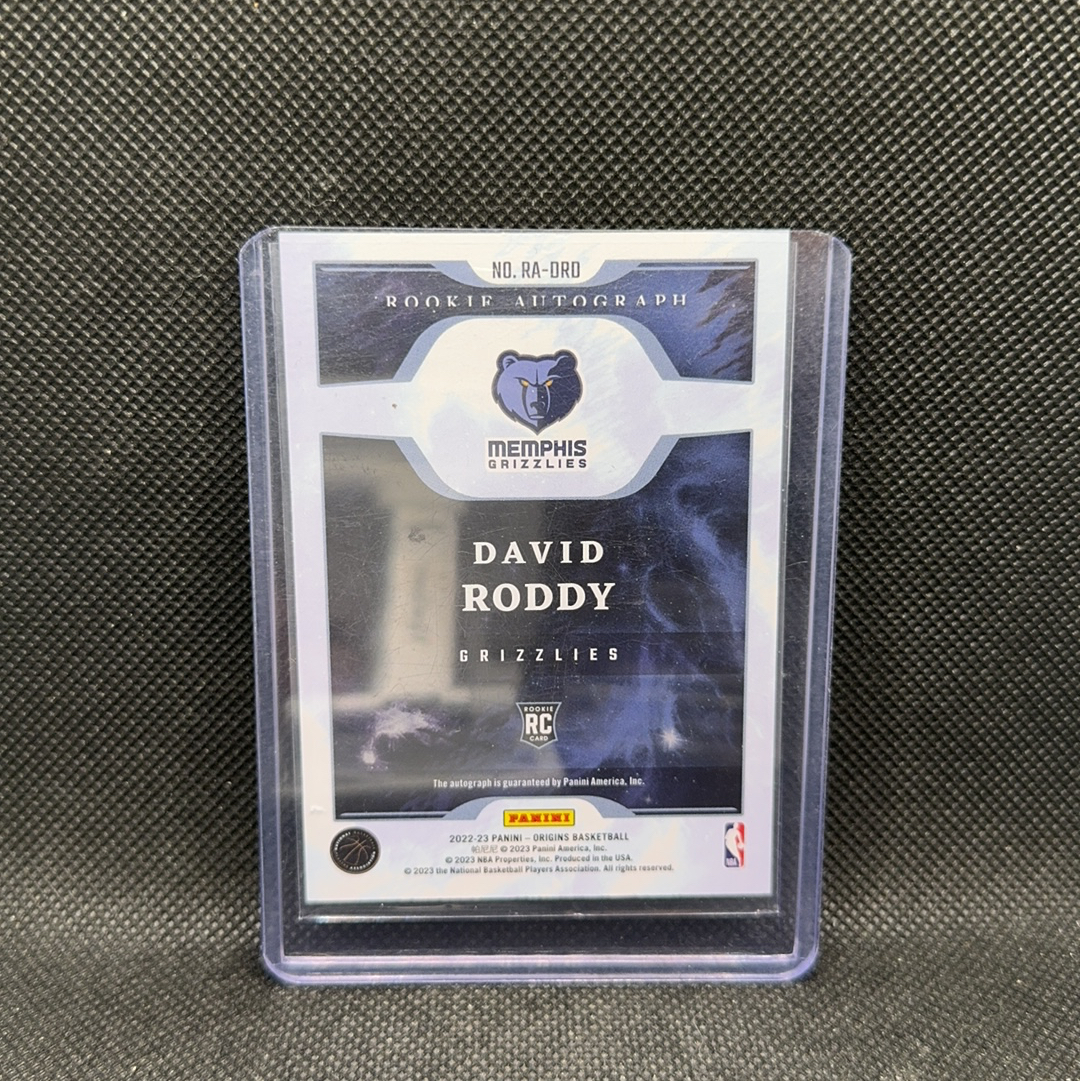 NO. RA-DRD
ROOKIE AUTOGRAPH
MEMPHIS
GRIZZLIES
DAVID
RODDY
GRIZZLIES
ROOKIE
RC
CARD
The autograph is guaranteed by Panini America, Inc.
PANINI
2022-23 PANINI – ORIGINS BASKETBALL
帕尼尼 © 2023 Panini America, Inc.
© 2023 NBA Properties, Inc. Produced in the USA.
© 2023 the National Basketball Players Association. All rights reserved.
NBA